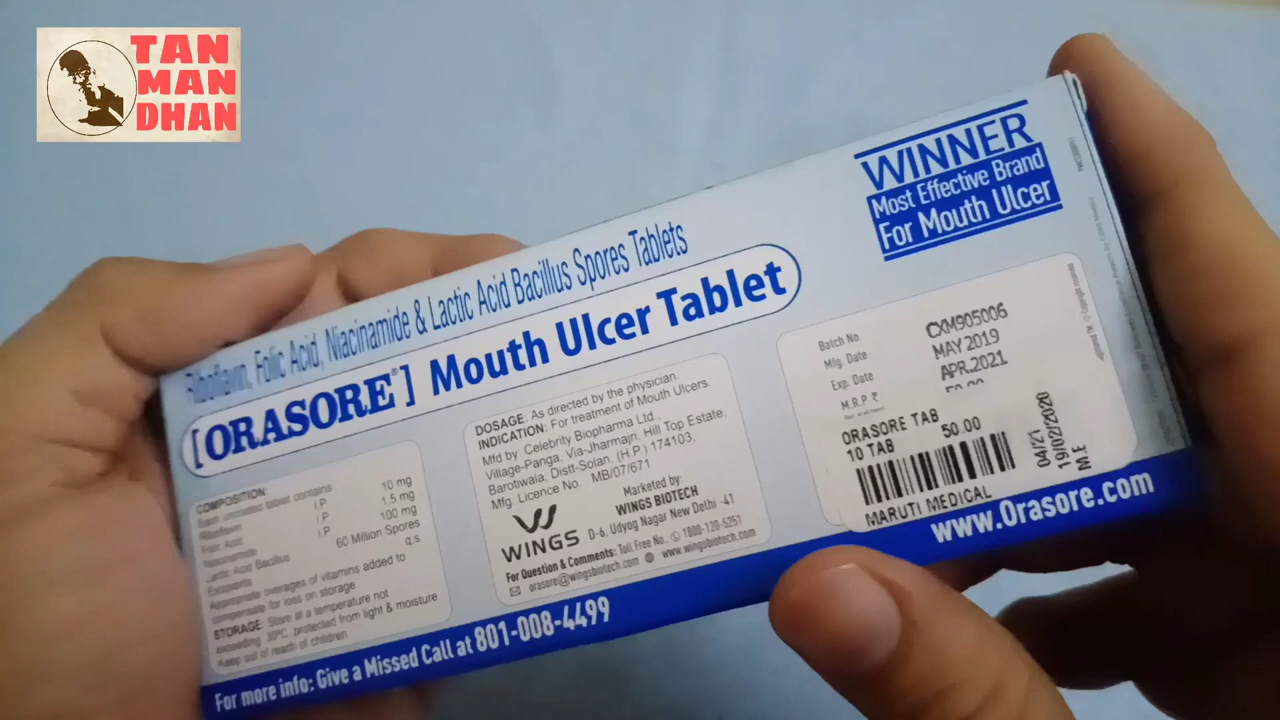 TAN
MAN
DHAN
WINNER
Most Effective Brand
For Mouth Ulcer
Riboflavin, Folic Acid, Niacinamide & Lactic Acid Bacillus Spores Tablets
[ORASORE®] Mouth Ulcer Tablet
COMPOSITION:
Each uncoated tablet contains
Riboflavin I.P 10 mg
Folic Acid I.P 1.5 mg
Niacinamide I.P 100 mg
Lactic Acid Bacillus 60 Million Spores
Excipients q.s.
Appropriate overages of vitamins added to
compensate for loss on storage.
STORAGE: Store at a temperature not
exceeding 30°C, protected from light & moisture
Keep out of reach of children
DOSAGE: As directed by the physician.
INDICATION: For treatment of Mouth Ulcers.
Mfd by: Celebrity Biopharma Ltd.,
Village-Panga, Via-Jharmajri, Hill Top Estate,
Barotiwala, Distt-Solan, (H.P.) 174103.
Mfg. Licence No. MB/07/671
WINGS
Marketed by:
WINGS BIOTECH
D-6, Udyog Nagar New Delhi -41
For Question & Comments: Toll Free No.: 1800-120-5251
orasore@wingsbiotech.com www.wingsbiotech.com
Batch No. CXM905006
Mfg. Date MAY 2019
Exp. Date APR.2021
M.R.P ₹
ORASORE TAB
10 TAB 50.00
04/21
19/02/2020
M.E
MARUTI MEDICAL
www.Orasore.com
For more info: Give a Missed Call at 801-008-4499